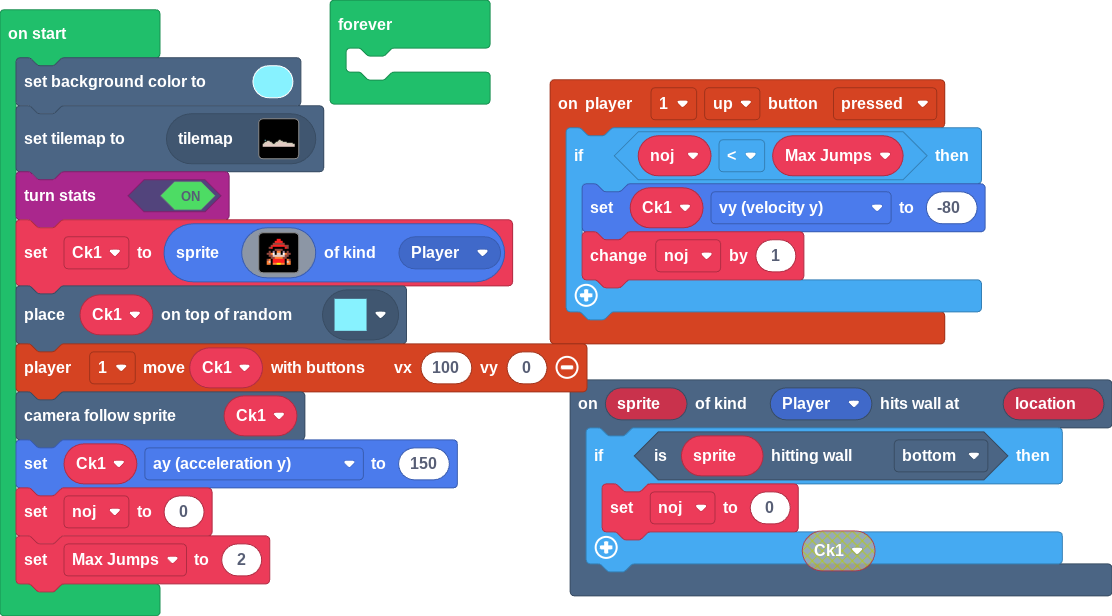 on start
set background color to
set tilemap to tilemap
turn stats ON
set Ck1 to sprite of kind Player
place Ck1 on top of random
player 1 move Ck1 with buttons vx 100 vy 0
camera follow sprite Ck1
set Ck1 ay (acceleration y) to 150
set noj to 0
set Max Jumps to 2
forever
on player 1 up button pressed
if noj < Max Jumps then
set Ck1 vy (velocity y) to -80
change noj by 1
on sprite of kind Player hits wall at location
if is sprite hitting wall bottom then
set noj to 0
Ck1